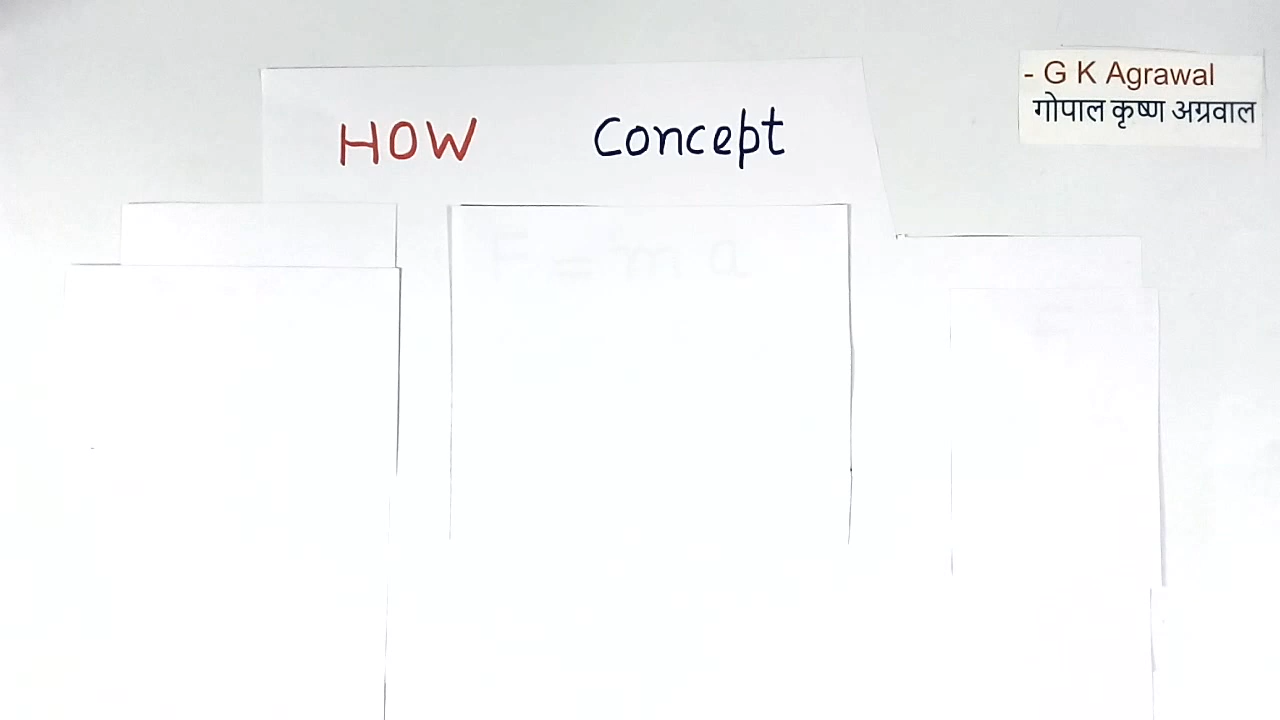 HOW Concept
- G K Agrawal
गोपाल कृष्ण अग्रवाल
F = m a